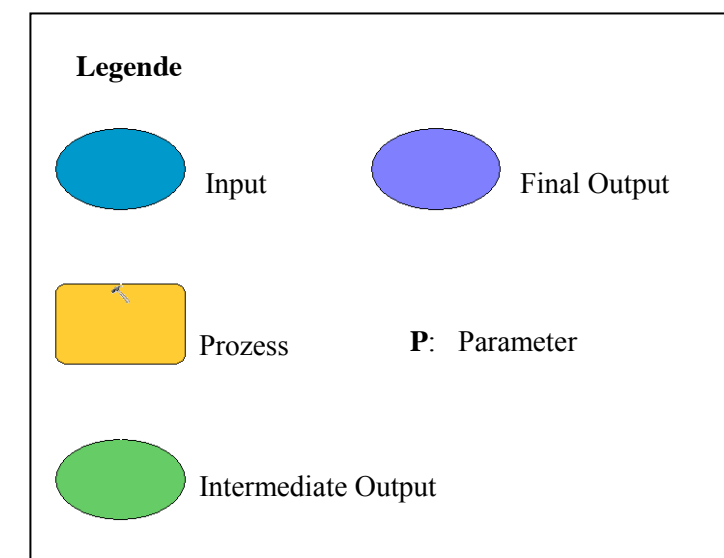 Legende
Input
Final Output
Prozess
P: Parameter
Intermediate Output